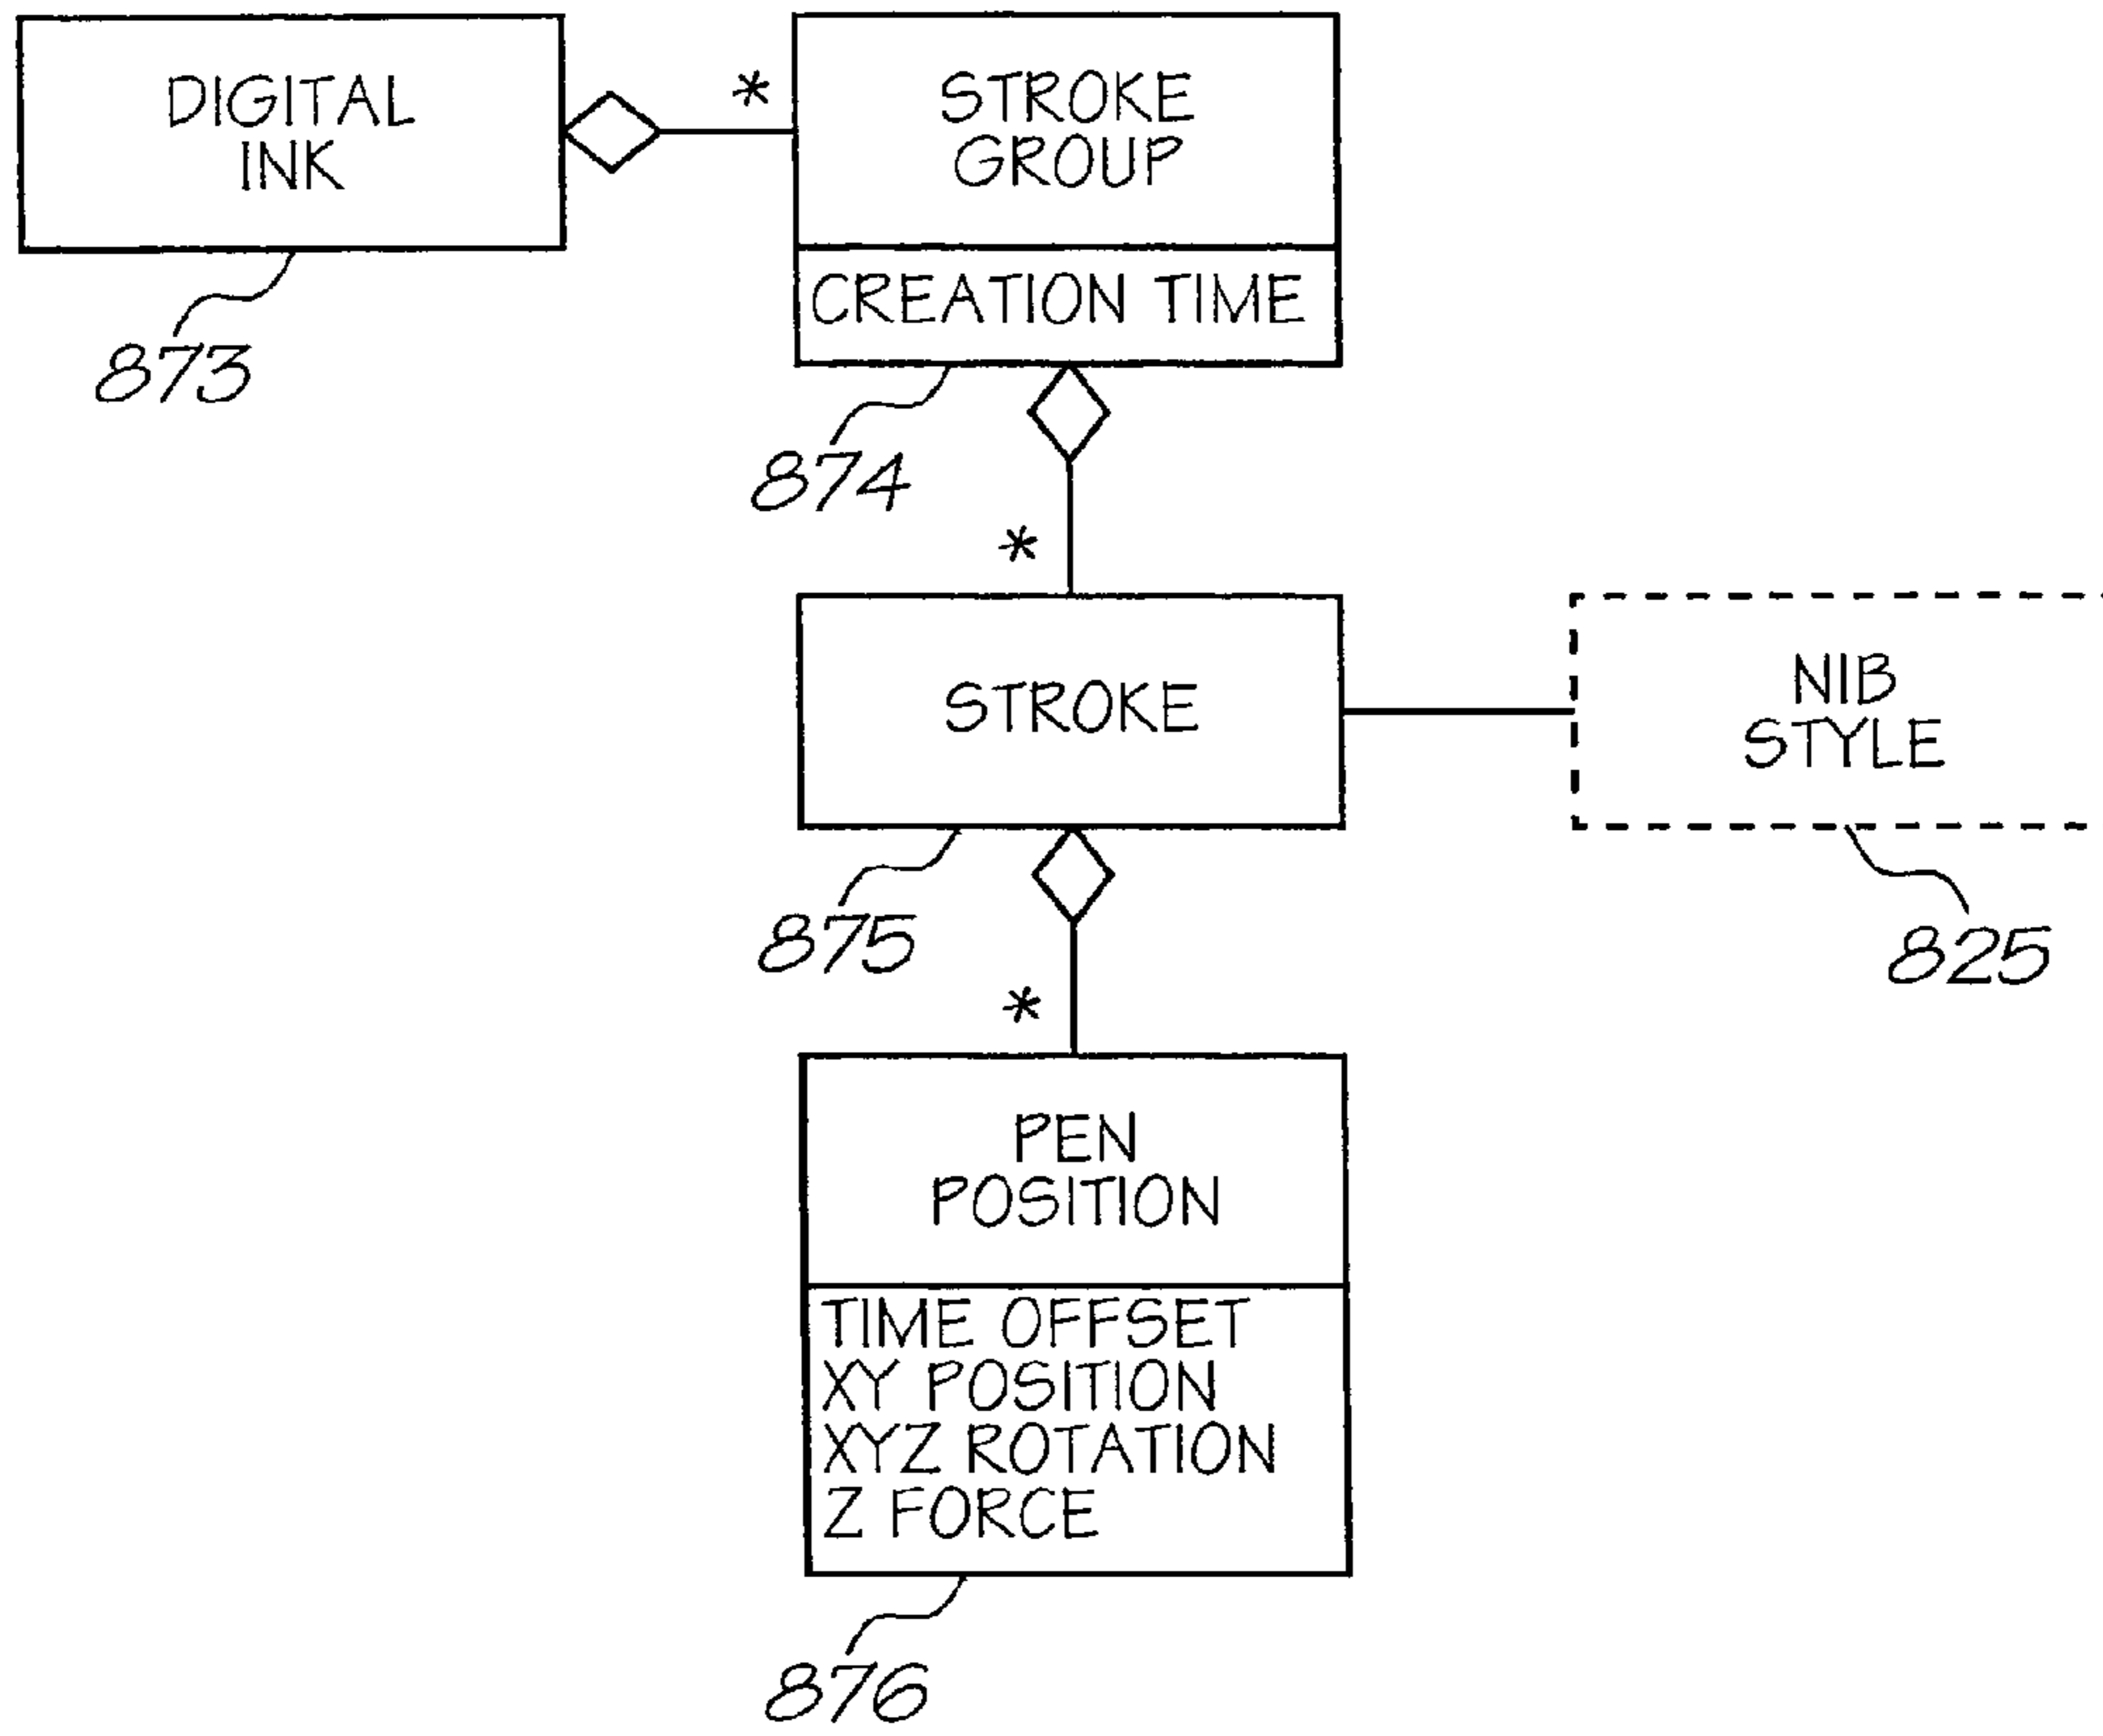 DIGITAL
INK
*
STROKE
GROUP
CREATION TIME
873
874
*
STROKE
NIB
STYLE
875
825
*
PEN
POSITION
TIME OFFSET
XY POSITION
XYZ ROTATION
Z FORCE
876